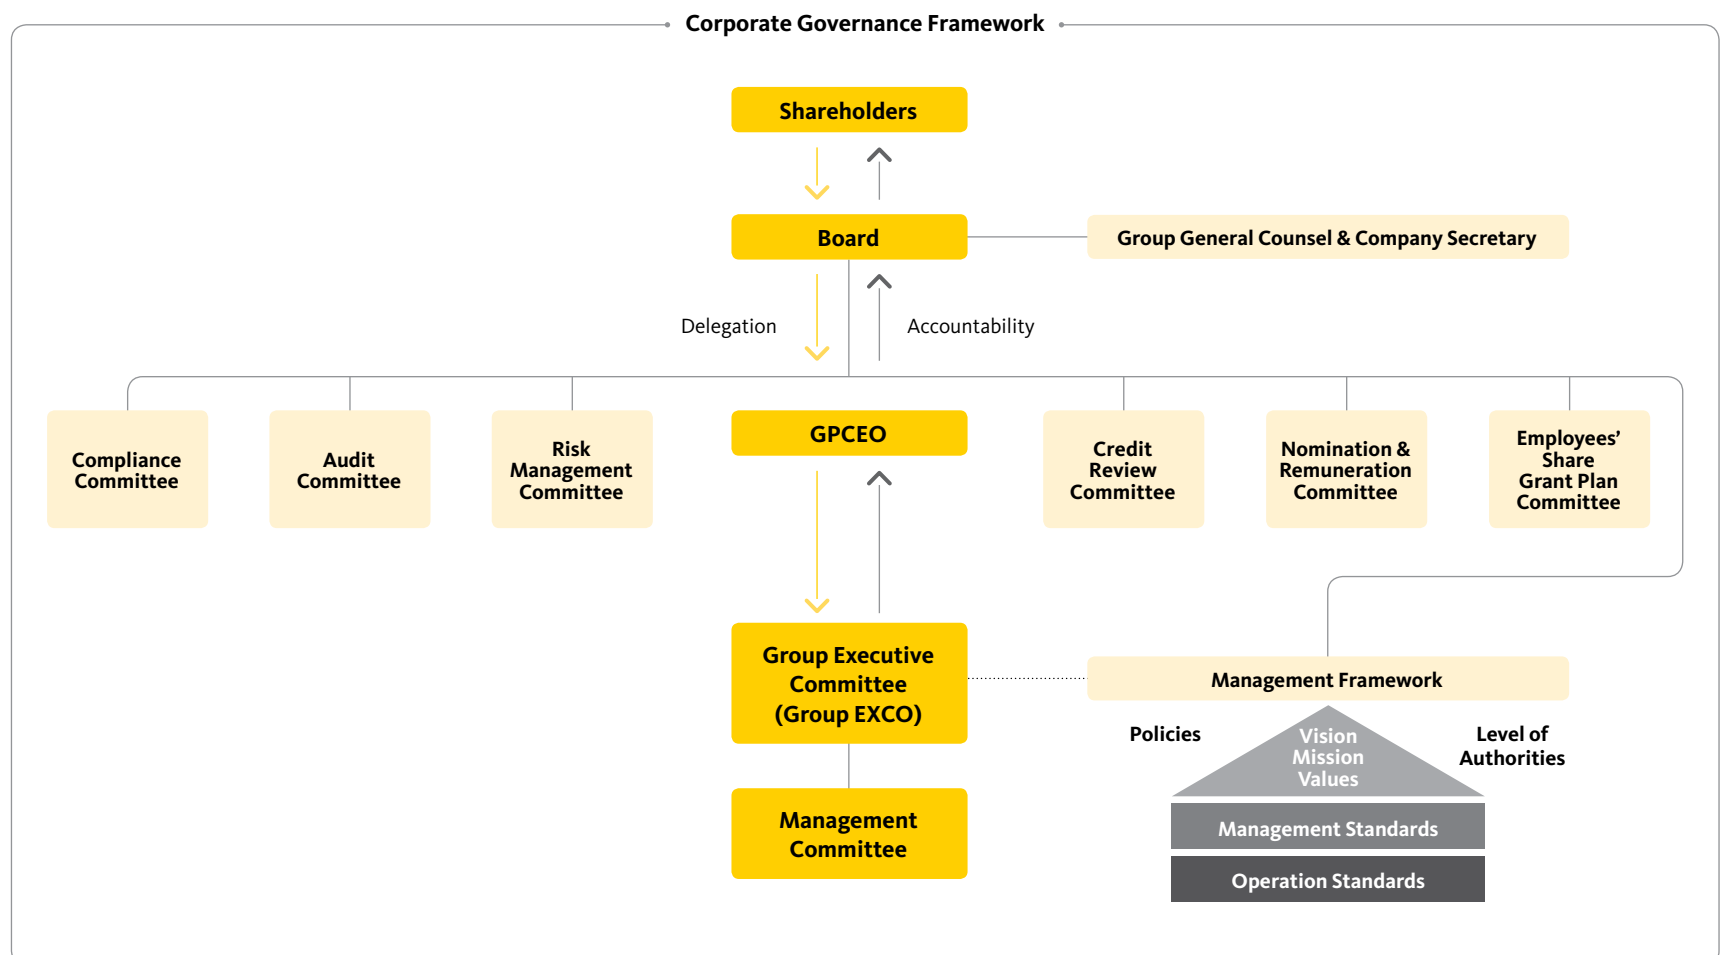 Corporate Governance Framework
Shareholders
Board
Group General Counsel & Company Secretary
Delegation
Accountability
Compliance
Committee
Audit
Committee
Risk
Management
Committee
GPCEO
Credit
Review
Committee
Nomination &
Remuneration
Committee
Employees’
Share
Grant Plan
Committee
Group Executive
Committee
(Group EXCO)
Management Framework
Policies
Vision
Mission
Values
Level of
Authorities
Management Standards
Operation Standards
Management
Committee